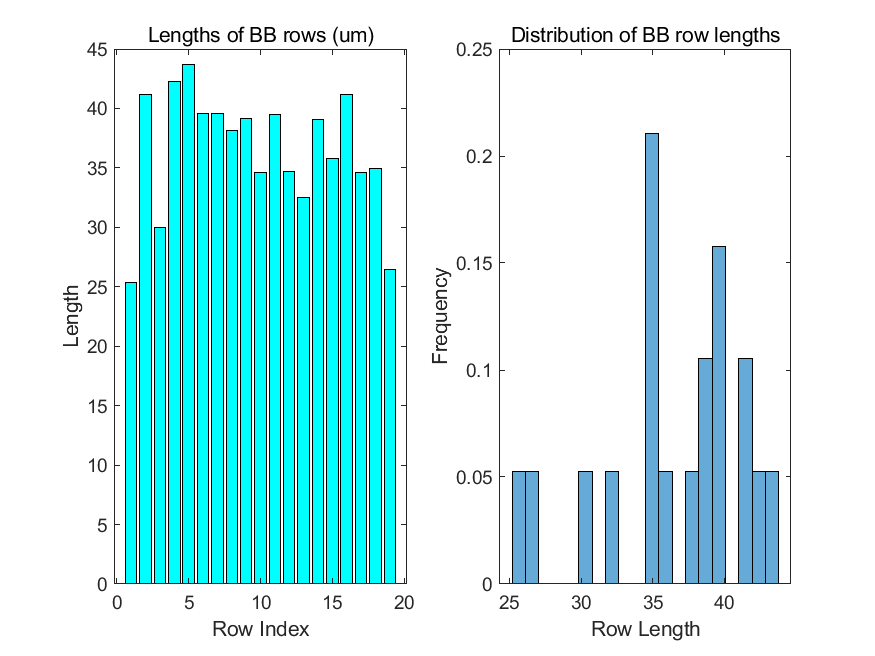 Lengths of BB rows (um)
45
40
35
30
25
20
15
10
5
0
Length
0 5 10 15 20
Row Index
Distribution of BB row lengths
0.25
0.2
0.15
0.1
0.05
0
Frequency
25 30 35 40
Row Length